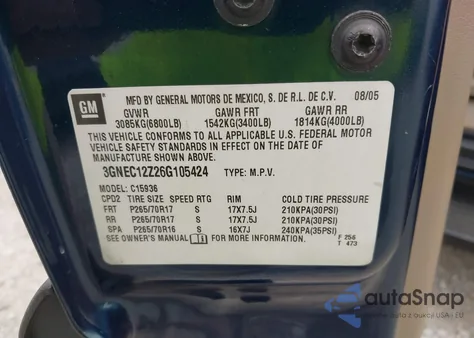 GM
MFD BY GENERAL MOTORS DE MEXICO, S. DE R.L. DE C.V. 08/05
GVWR GAWR FRT GAWR RR
3085KG(6800LB) 1542KG(3400LB) 1814KG(4000LB)
THIS VEHICLE CONFORMS TO ALL APPLICABLE U.S. FEDERAL MOTOR
VEHICLE SAFETY STANDARDS IN EFFECT ON THE DATE OF
MANUFACTURE SHOWN ABOVE.
3GNEC12Z26G105424 TYPE: M.P.V.
MODEL: C15936
CPD2 TIRE SIZE SPEED RTG RIM COLD TIRE PRESSURE
FRT P265/70R17 S 17X7.5J 210KPA(30PSI)
RR P265/70R17 S 17X7.5J 210KPA(30PSI)
SPA P265/70R16 S 16X7J 240KPA(35PSI)
SEE OWNER'S MANUAL FOR MORE INFORMATION. F 256
T 473
autoSnap
auta z aukcji USA i EU